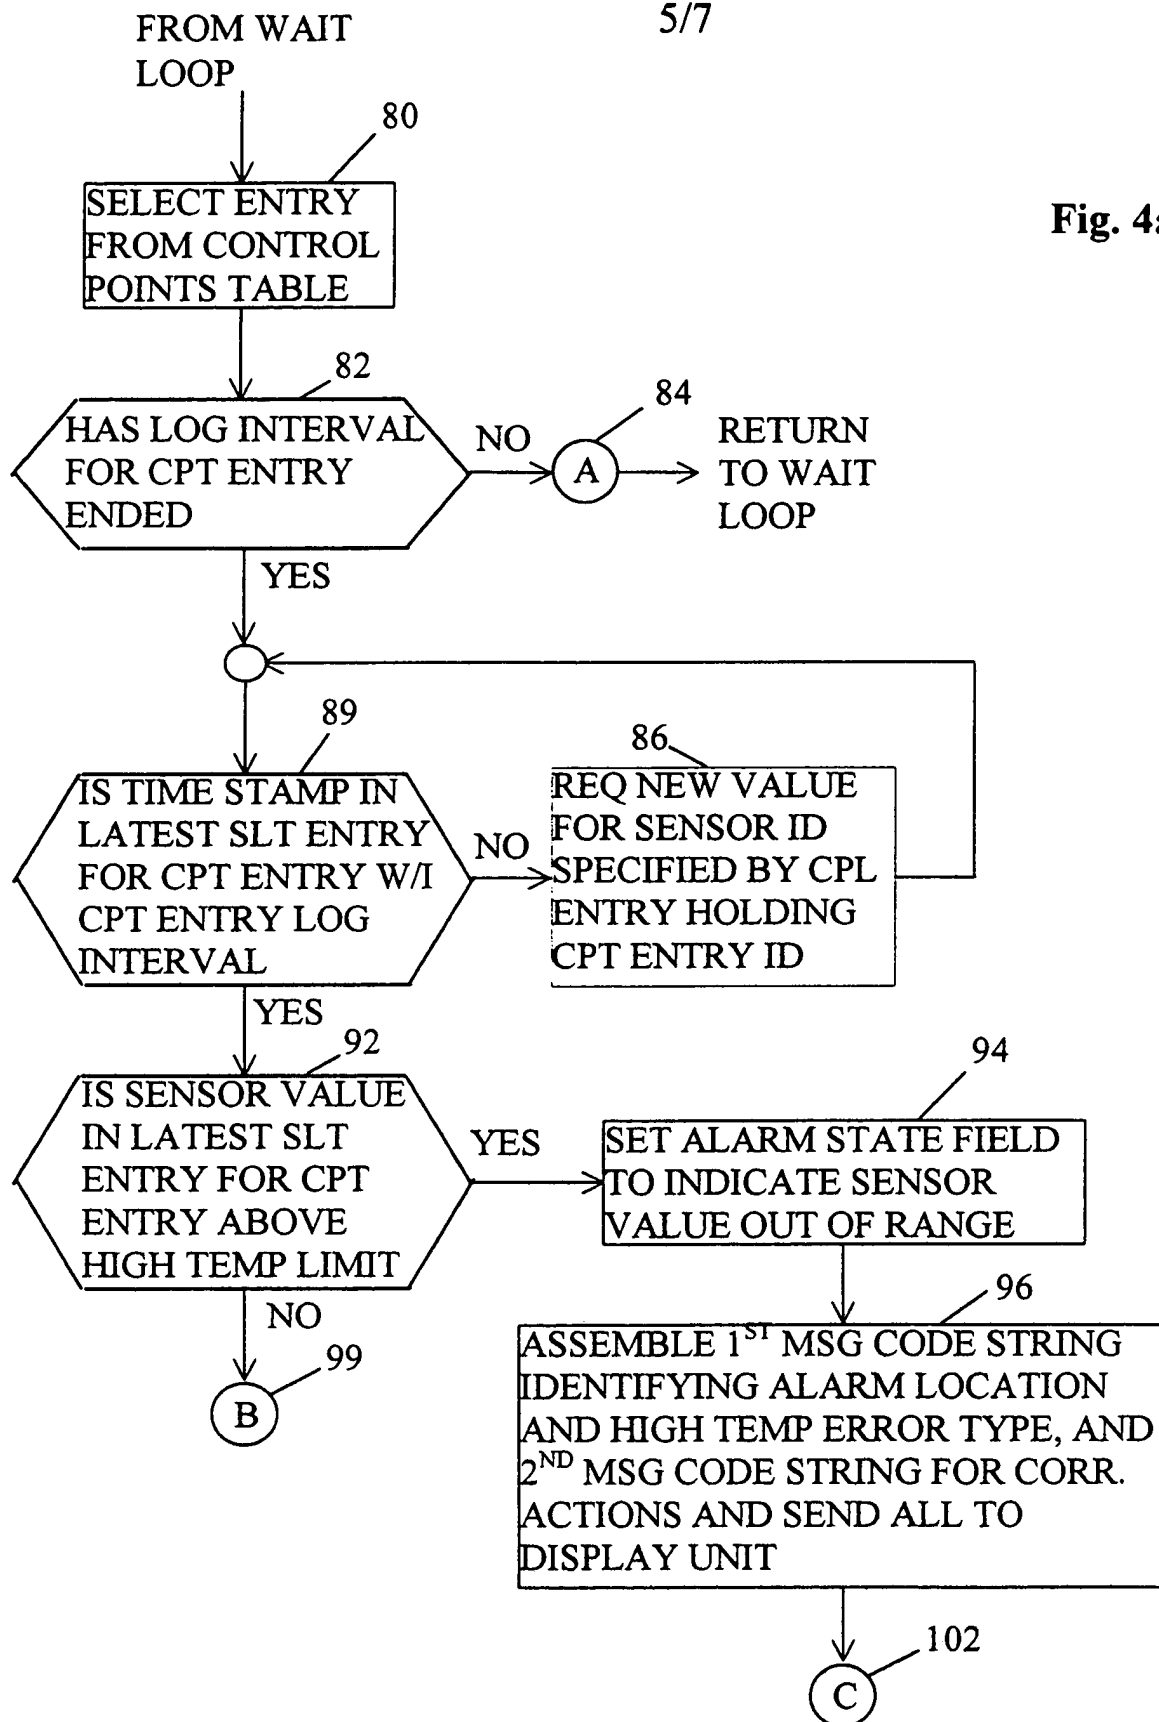 5/7
FROM WAIT
LOOP
80
SELECT ENTRY
FROM CONTROL
POINTS TABLE
Fig. 4
82
HAS LOG INTERVAL
FOR CPT ENTRY
ENDED
NO
84
A
RETURN
TO WAIT
LOOP
YES
89
IS TIME STAMP IN
LATEST SLT ENTRY
FOR CPT ENTRY W/I
CPT ENTRY LOG
INTERVAL
NO
86
REQ NEW VALUE
FOR SENSOR ID
SPECIFIED BY CPL
ENTRY HOLDING
CPT ENTRY ID
YES
92
IS SENSOR VALUE
IN LATEST SLT
ENTRY FOR CPT
ENTRY ABOVE
HIGH TEMP LIMIT
YES
94
SET ALARM STATE FIELD
TO INDICATE SENSOR
VALUE OUT OF RANGE
NO
99
B
96
ASSEMBLE 1ST MSG CODE STRING
IDENTIFYING ALARM LOCATION
AND HIGH TEMP ERROR TYPE, AND
2ND MSG CODE STRING FOR CORR.
ACTIONS AND SEND ALL TO
DISPLAY UNIT
102
C